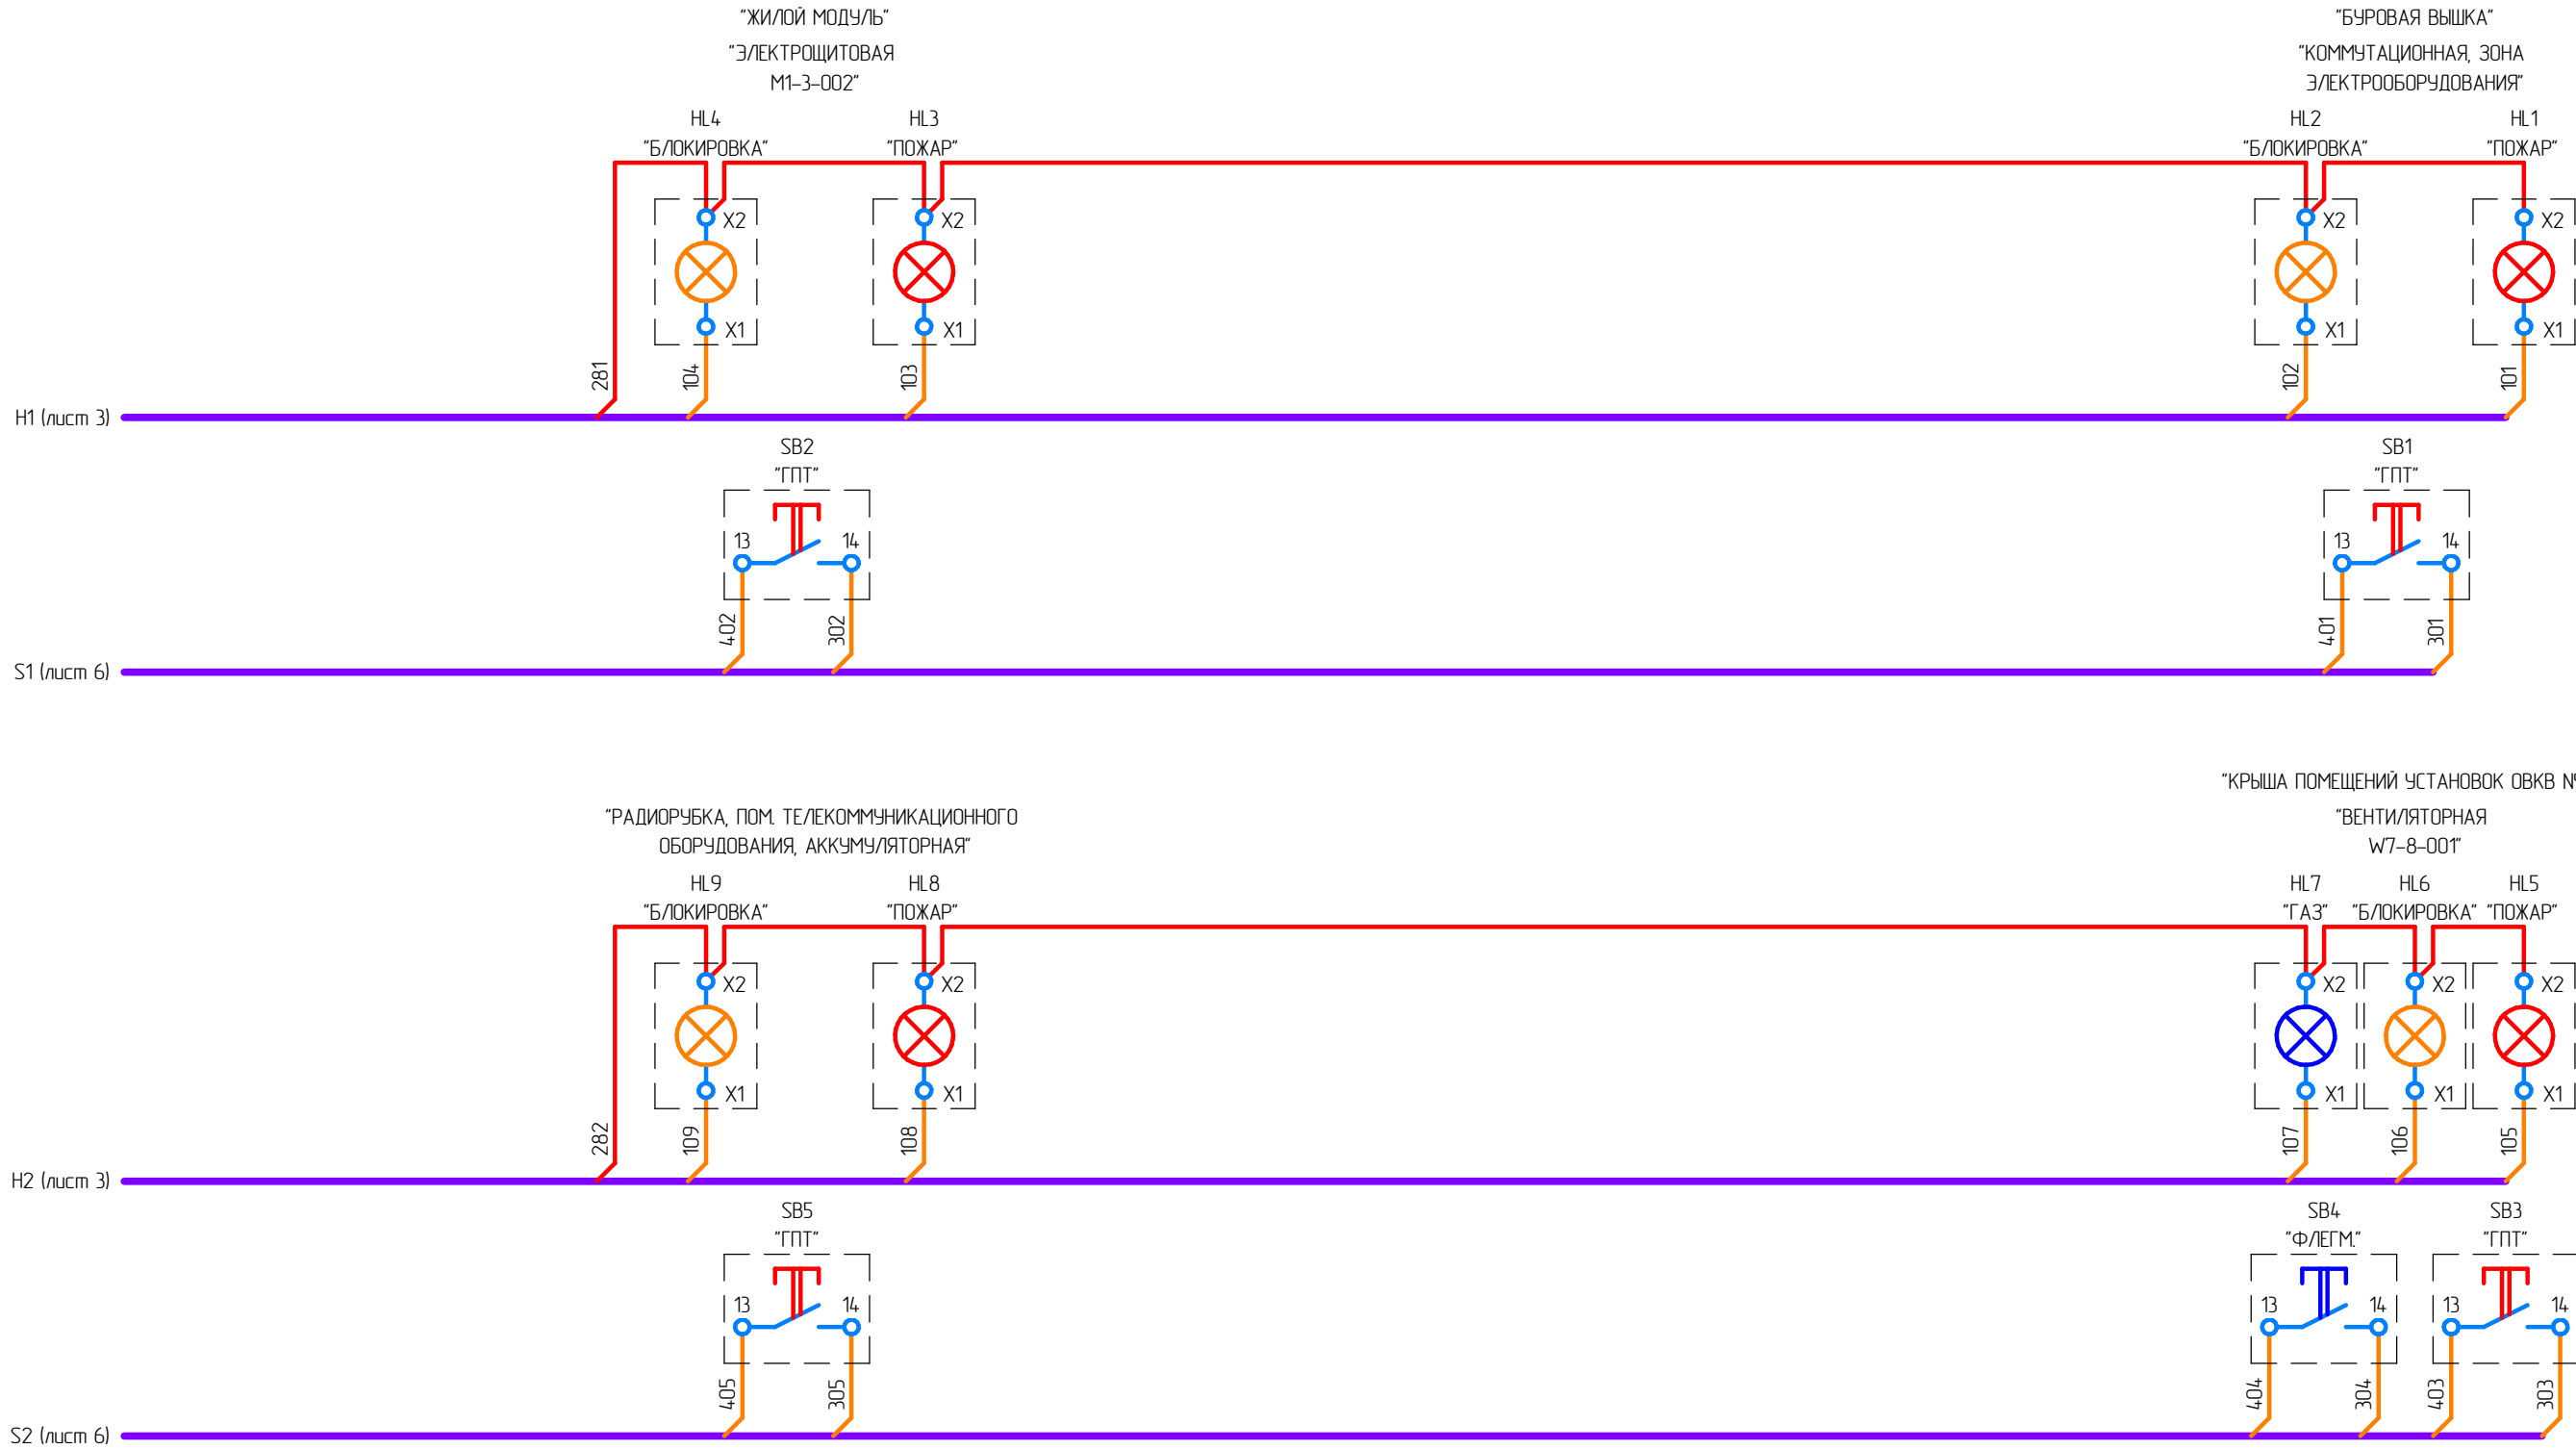 "ЖИЛОЙ МОДУЛЬ"
"ЭЛЕКТРОЩИТОВАЯ
М1-3-002"
"БУРОВАЯ ВЫШКА"
"КОММУТАЦИОННАЯ, ЗОНА
ЭЛЕКТРООБОРУДОВАНИЯ"
HL4
"БЛОКИРОВКА"
HL3
"ПОЖАР"
HL2
"БЛОКИРОВКА"
HL1
"ПОЖАР"
X2
X2
X2
X2
X1
X1
X1
X1
281
104
103
102
101
H1 (лист 3)
SB2
"ГПТ"
SB1
"ГПТ"
13
14
13
14
402
302
401
301
S1 (лист 6)
"КРЫША ПОМЕЩЕНИЙ УСТАНОВОК ОВКВ
"РАДИОРУБКА, ПОМ. ТЕЛЕКОММУНИКАЦИОННОГО
ОБОРУДОВАНИЯ, АККУМУЛЯТОРНАЯ"
"ВЕНТИЛЯТОРНАЯ
W7-8-001"
HL9
"БЛОКИРОВКА"
HL8
"ПОЖАР"
HL7
"ГАЗ"
HL6
"БЛОКИРОВКА"
HL5
"ПОЖАР"
X2
X2
X2
X2
X2
X1
X1
X1
X1
X1
282
109
108
107
106
105
H2 (лист 3)
SB5
"ГПТ"
SB4
"ФЛЕГМ."
SB3
"ГПТ"
13
14
13
14
13
14
405
305
404
304
403
303
S2 (лист 6)